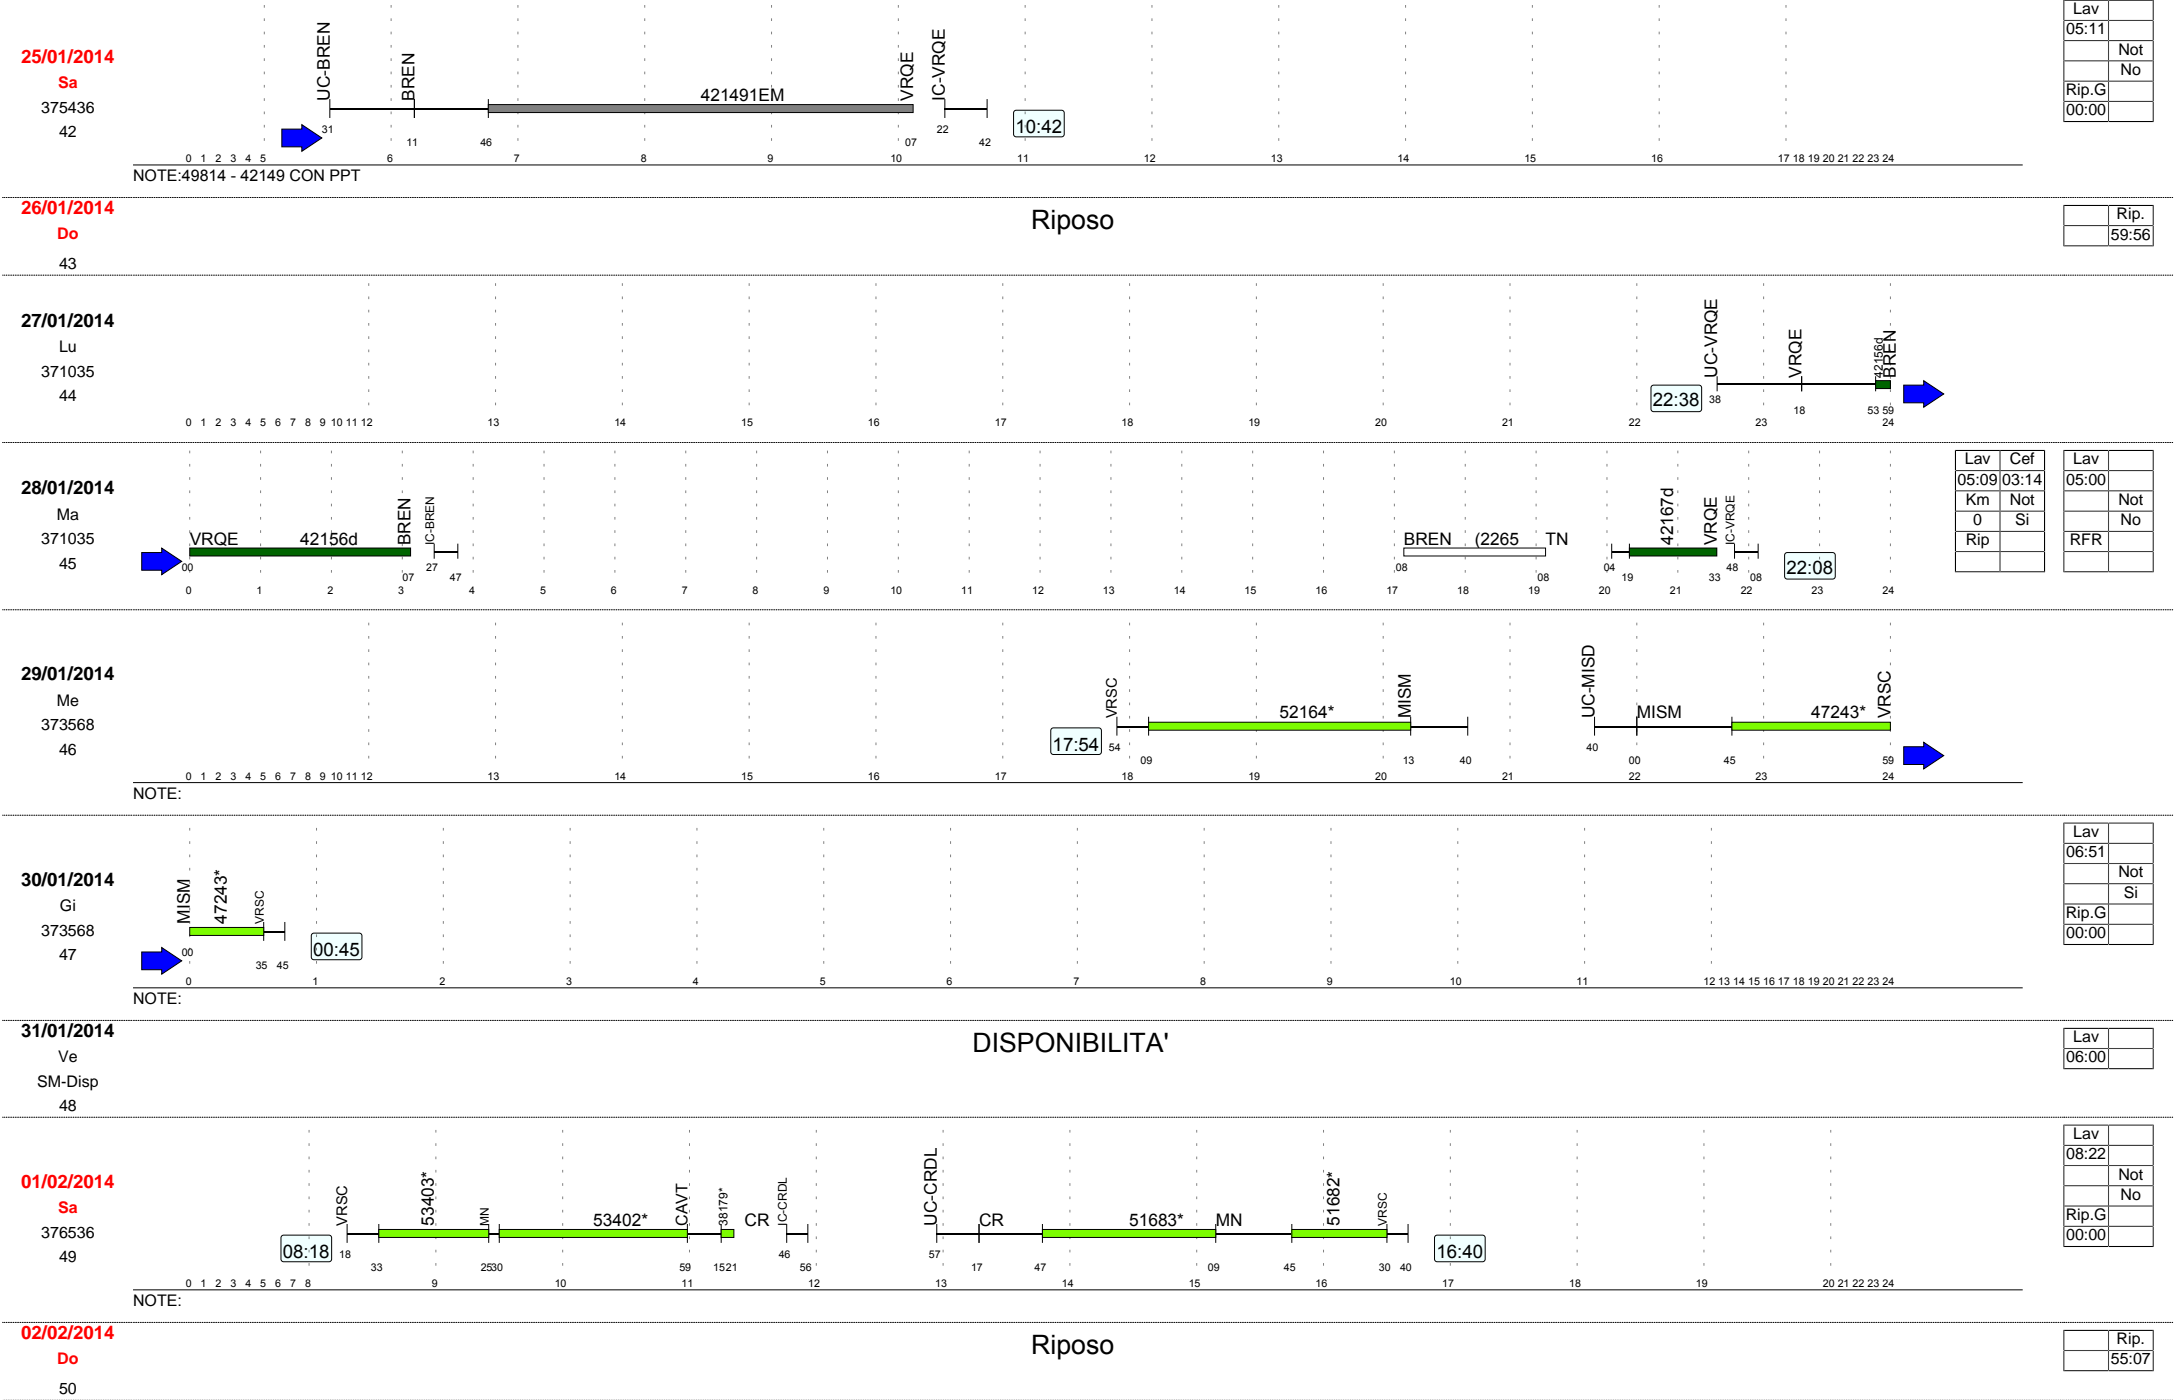 25/01/2014
Sa
375436
42
UC-BREN BREN 421491EM VRQE IC-VRQE
31 11 46 07 22 42 10:42
0 1 2 3 4 5 6 7 8 9 10 11 12 13 14 15 16 17 18 19 20 21 22 23 24
NOTE:49814 - 42149 CON PPT
Lav
05:11
Not
No
Rip.G
00:00
26/01/2014
Do
43
Riposo
Rip.
59:56
27/01/2014
Lu
371035
44
UC-VRQE VRQE 42156d BREN
22:38 38 18 53 59
0 1 2 3 4 5 6 7 8 9 10 11 12 13 14 15 16 17 18 19 20 21 22 23 24
28/01/2014
Ma
371035
45
VRQE 42156d BREN IC-BREN BREN (2265 TN 42167d VRQE IC-VRQE
00 07 27 47 08 08 04 19 33 48 08 22:08
0 1 2 3 4 5 6 7 8 9 10 11 12 13 14 15 16 17 18 19 20 21 22 23 24
Lav Cef
05:09 03:14
Km Not
0 Si
Rip
Lav
05:00
Not
No
RFR
29/01/2014
Me
373568
46
VRSC 52164* MISM UC-MISD MISM 47243* VRSC
17:54 54 09 13 40 40 00 45 59
0 1 2 3 4 5 6 7 8 9 10 11 12 13 14 15 16 17 18 19 20 21 22 23 24
NOTE:
30/01/2014
Gi
373568
47
MISM 47243* VRSC
00 35 45 00:45
0 1 2 3 4 5 6 7 8 9 10 11 12 13 14 15 16 17 18 19 20 21 22 23 24
NOTE:
Lav
06:51
Not
Si
Rip.G
00:00
31/01/2014
Ve
SM-Disp
48
DISPONIBILITA'
Lav
06:00
01/02/2014
Sa
376536
49
VRSC 53403* MN 53402* CAVT 38179* CR IC-CRDL UC-CRDL CR 51683* MN 51682* VRSC
08:18 18 33 2530 59 1521 46 56 57 17 47 09 45 30 40 16:40
0 1 2 3 4 5 6 7 8 9 10 11 12 13 14 15 16 17 18 19 20 21 22 23 24
NOTE:
Lav
08:22
Not
No
Rip.G
00:00
02/02/2014
Do
50
Riposo
Rip.
55:07